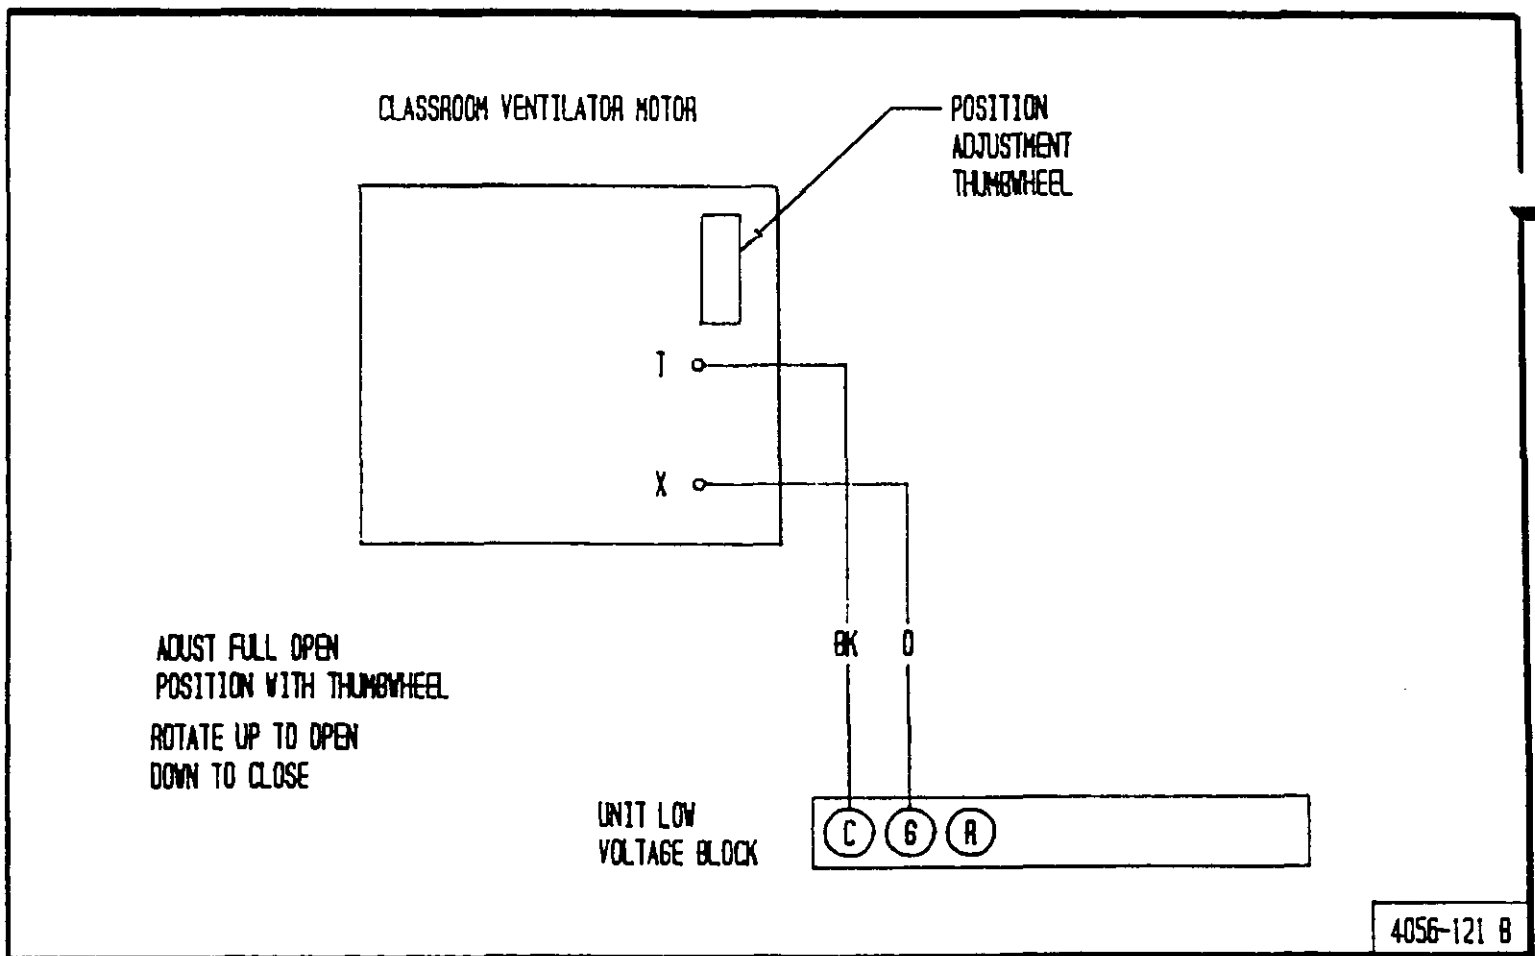 CLASSROOM VENTILATOR MOTOR
POSITION
ADJUSTMENT
THUMBWHEEL
T
X
BK O
ADUST FULL OPEN
POSITION WITH THUMBWHEEL
ROTATE UP TO OPEN
DOWN TO CLOSE
UNIT LOW
VOLTAGE BLOCK
C G R
4056-121 B